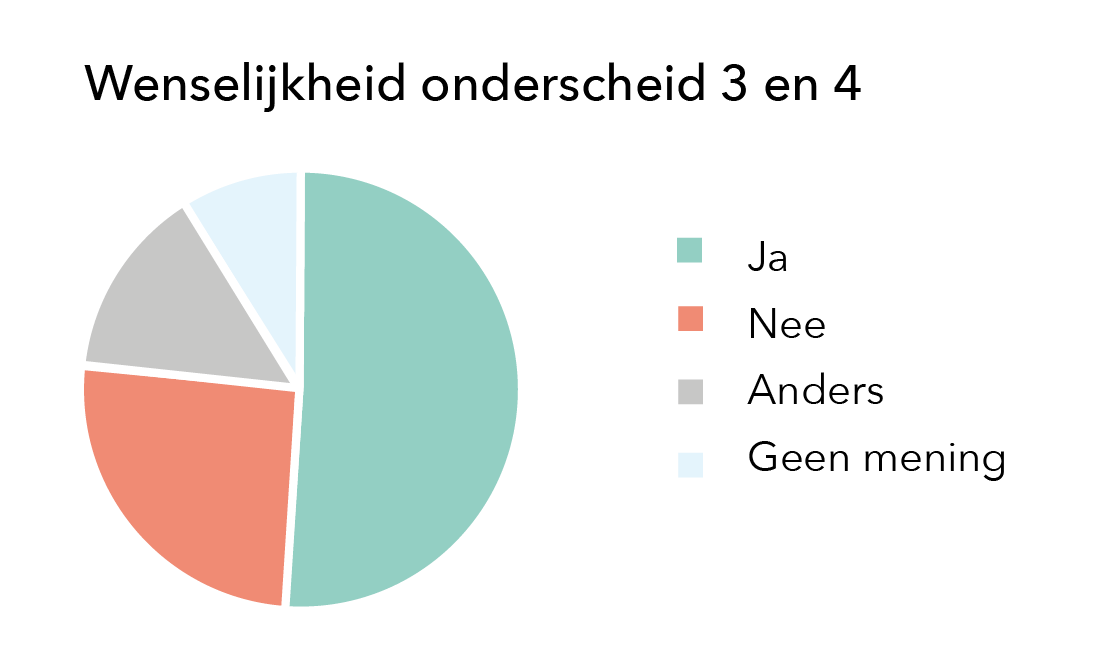 Wenselijkheid onderscheid 3 en 4
Ja
Nee
Anders
Geen mening